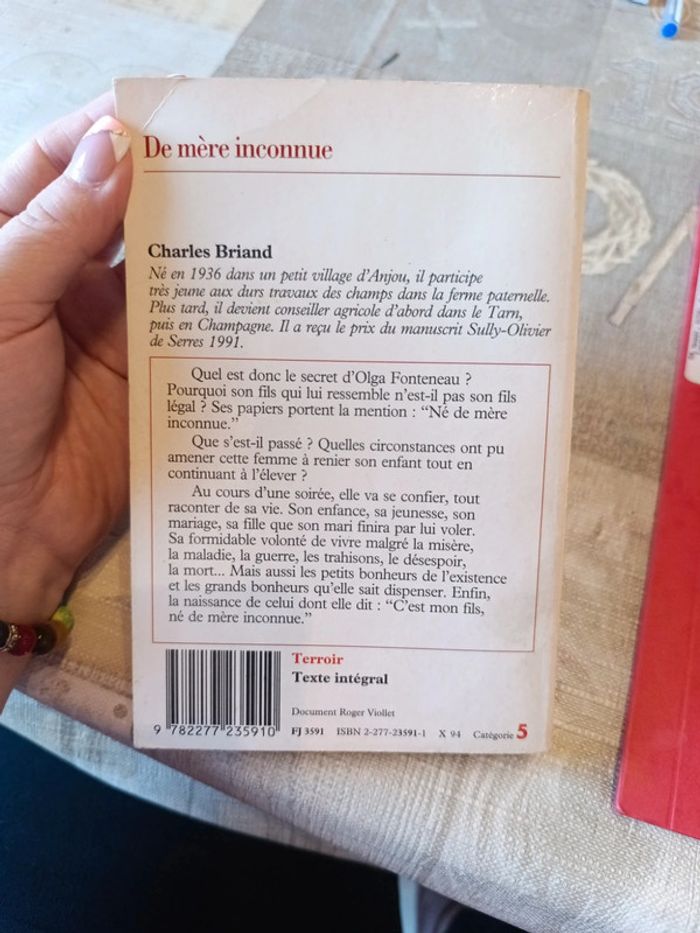 De mère inconnue
Charles Briand
Né en 1936 dans un petit village d'Anjou, il participe
très jeune aux durs travaux des champs dans la ferme paternelle.
Plus tard, il devient conseiller agricole d'abord dans le Tarn,
puis en Champagne. Il a reçu le prix du manuscrit Sully-Olivier
de Serres 1991.
Quel est donc le secret d'Olga Fonteneau ?
Pourquoi son fils qui lui ressemble n'est-il pas son fils
légal ? Ses papiers portent la mention : “Né de mère
inconnue.”
Que s'est-il passé ? Quelles circonstances ont pu
amener cette femme à renier son enfant tout en
continuant à l'élever ?
Au cours d'une soirée, elle va se confier, tout
raconter de sa vie. Son enfance, sa jeunesse, son
mariage, sa fille que son mari finira par lui voler.
Sa formidable volonté de vivre malgré la misère,
la maladie, la guerre, les trahisons, le désespoir,
la mort... Mais aussi les petits bonheurs de l'existence
et les grands bonheurs qu'elle sait dispenser. Enfin,
la naissance de celui dont elle dit : “C'est mon fils,
né de mère inconnue.”
Terroir
Texte intégral
Document Roger Viollet
9 782277 235910 FJ 3591 ISBN 2-277-23591-1 X 94 Catégorie 5